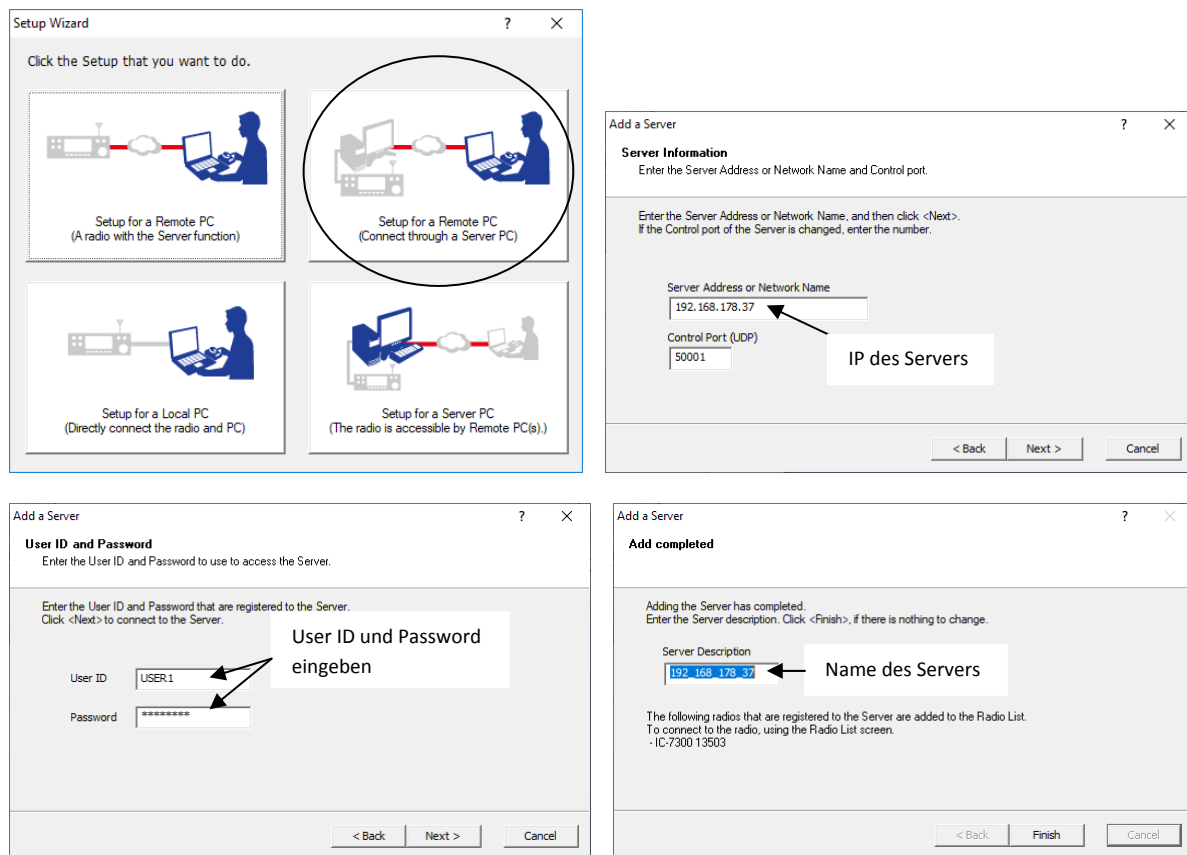 Setup Wizard
Click the Setup that you want to do.
Setup for a Remote PC
(A radio with the Server function)
Setup for a Remote PC
(Connect through a Server PC)
Setup for a Local PC
(Directly connect the radio and PC)
Setup for a Server PC
(The radio is accessible by Remote PC(s).)
Add a Server
Server Information
Enter the Server Address or Network Name and Control port.
Enter the Server Address or Network Name, and then click <Next>.
If the Control port of the Server is changed, enter the number.
Server Address or Network Name
192.168.178.37
Control Port (UDP)
50001
IP des Servers
< Back Next > Cancel
Add a Server
User ID and Password
Enter the User ID and Password to use to access the Server.
Enter the User ID and Password that are registered to the Server.
Click <Next> to connect to the Server.
User ID und Password
eingeben
User ID USER1
Password ********
< Back Next > Cancel
Add a Server
Add completed
Adding the Server has completed.
Enter the Server description. Click <Finish>, if there is nothing to change.
Server Description
192_168_178_37
Name des Servers
The following radios that are registered to the Server are added to the Radio List.
To connect to the radio, using the Radio List screen.
- IC-7300 13503
< Back Finish Cancel